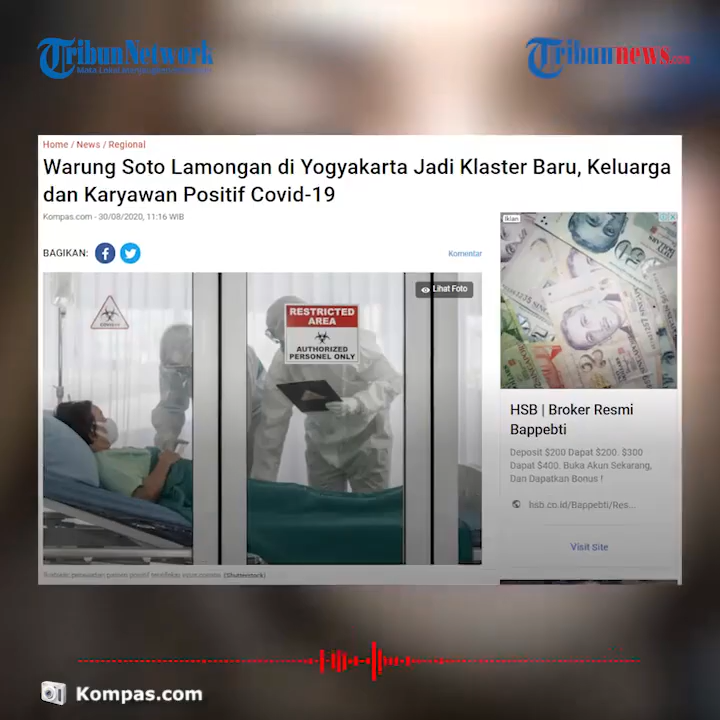 TribunNetwork
Tribunnews.com
Home / News / Regional
Warung Soto Lamongan di Yogyakarta Jadi Klaster Baru, Keluarga
dan Karyawan Positif Covid-19
Kompas.com - 30/08/2020, 11:16 WIB
BAGIKAN:
Komentar
Lihat Foto
RESTRICTED
AREA
AUTHORIZED
PERSONEL ONLY
Iklan
HSB | Broker Resmi
Bappebti
Deposit $200 Dapat $200. $300
Dapat $400. Buka Akun Sekarang,
Dan Dapatkan Bonus !
hsb.co.id/Bappebti/Res...
Visit Site
(Shutterstock)
Kompas.com